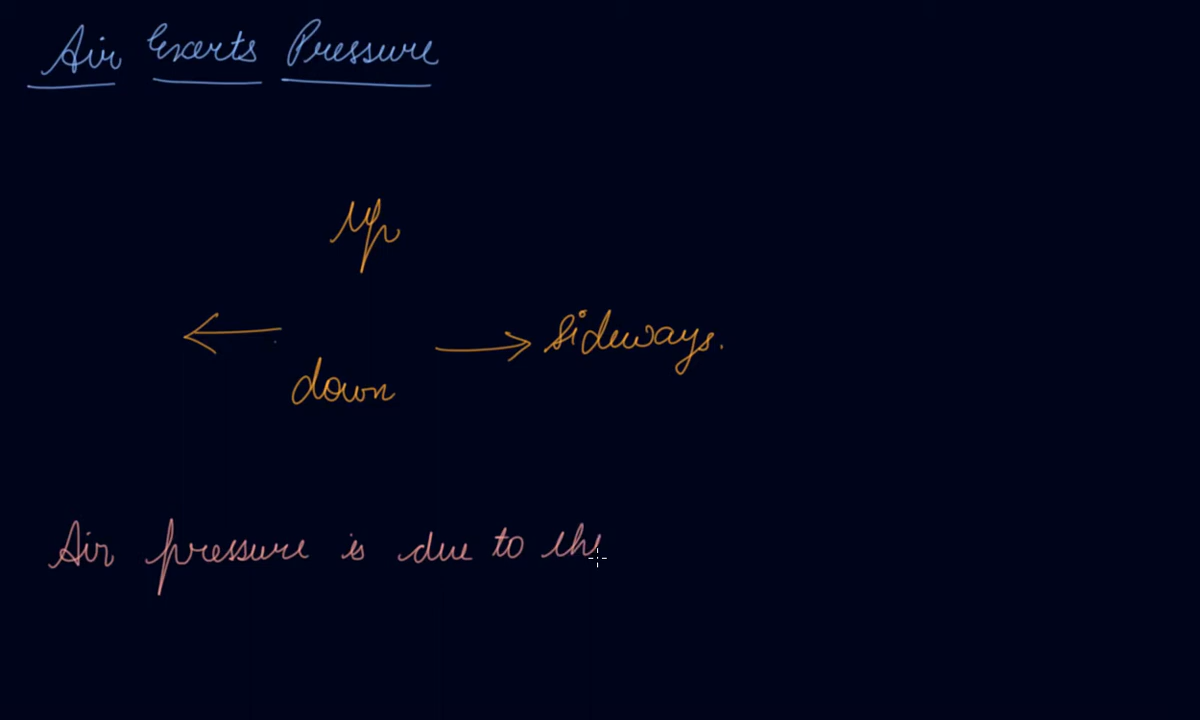 Air Exerts Pressure
Up
sideways.
down
Air pressure is due to the